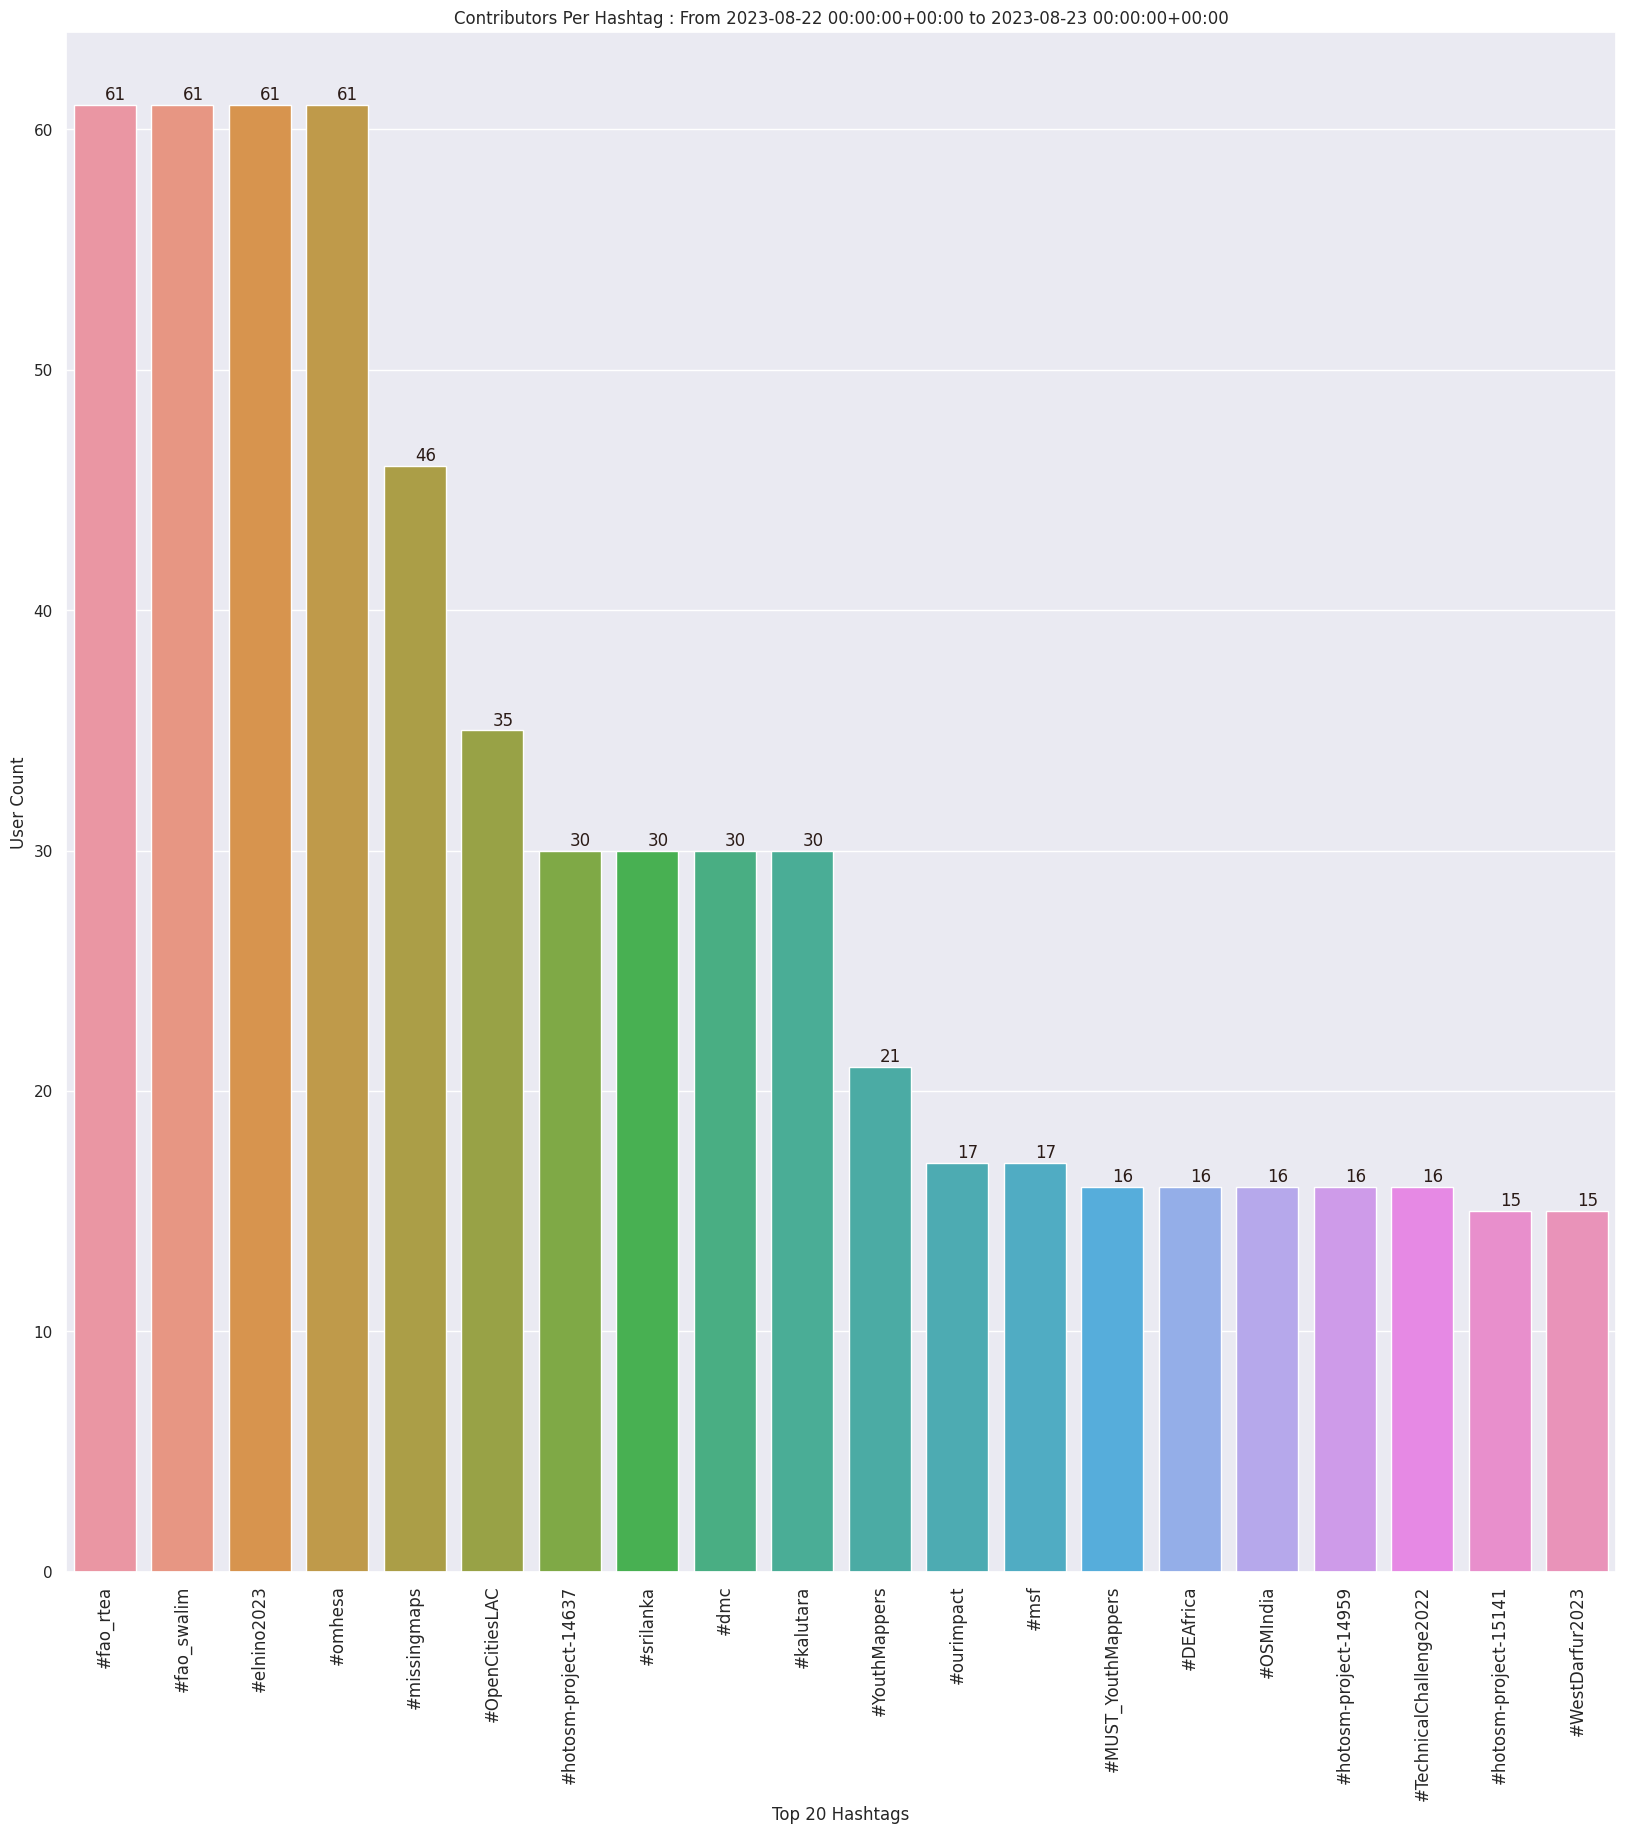 Contributors Per Hashtag : From 2023-08-22 00:00:00+00:00 to 2023-08-23 00:00:00+00:00
User Count
60
50
40
30
20
10
0
61
61
61
61
46
35
30
30
30
30
21
17
17
16
16
16
16
16
15
15
#fao_rtea
#fao_swalim
#elnino2023
#omhesa
#missingmaps
#OpenCitiesLAC
#hotosm-project-14637
#srilanka
#dmc
#kalutara
#YouthMappers
#ourimpact
#msf
#MUST_YouthMappers
#DEAfrica
#OSMIndia
#hotosm-project-14959
#TechnicalChallenge2022
#hotosm-project-15141
#WestDarfur2023
Top 20 Hashtags